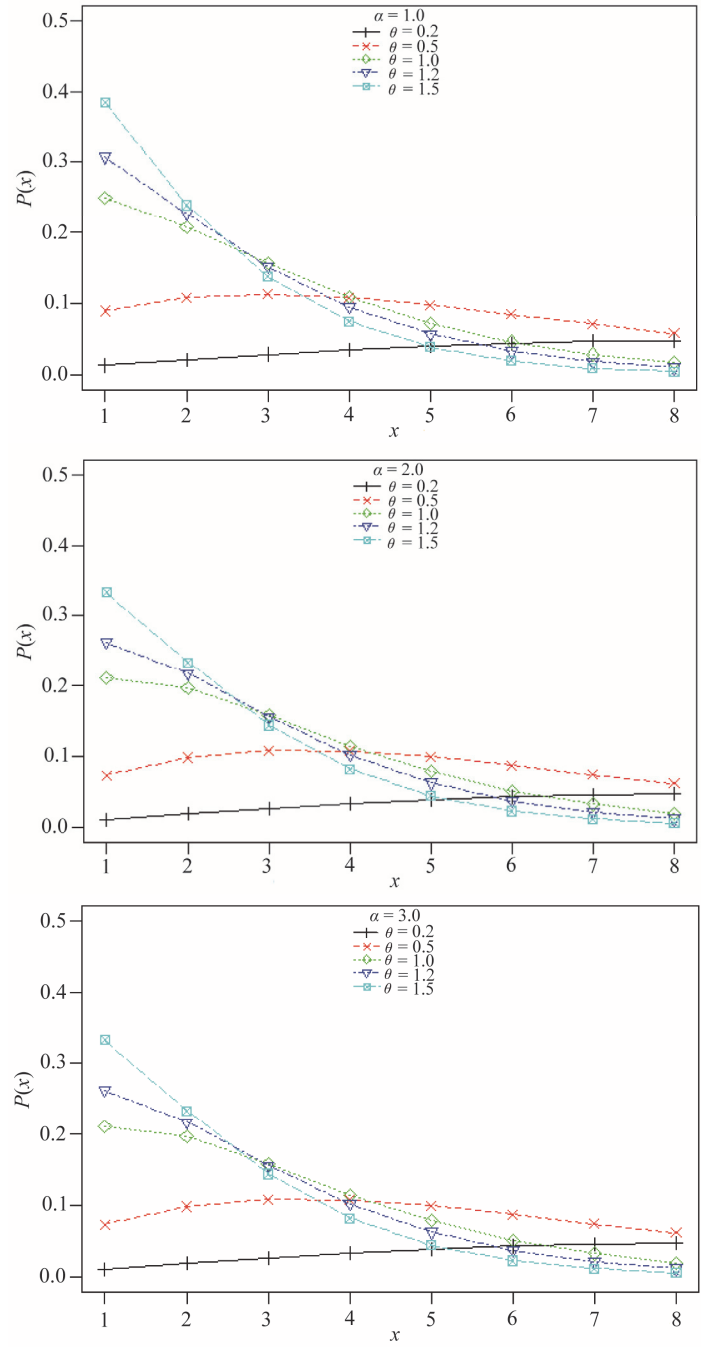 α = 1.0
θ = 0.2
θ = 0.5
θ = 1.0
θ = 1.2
θ = 1.5
0.5
0.4
0.3
0.2
0.1
0.0
P(x)
1 2 3 4 5 6 7 8
x
α = 2.0
θ = 0.2
θ = 0.5
θ = 1.0
θ = 1.2
θ = 1.5
0.5
0.4
0.3
0.2
0.1
0.0
P(x)
1 2 3 4 5 6 7 8
x
α = 3.0
θ = 0.2
θ = 0.5
θ = 1.0
θ = 1.2
θ = 1.5
0.5
0.4
0.3
0.2
0.1
0.0
P(x)
1 2 3 4 5 6 7 8
x